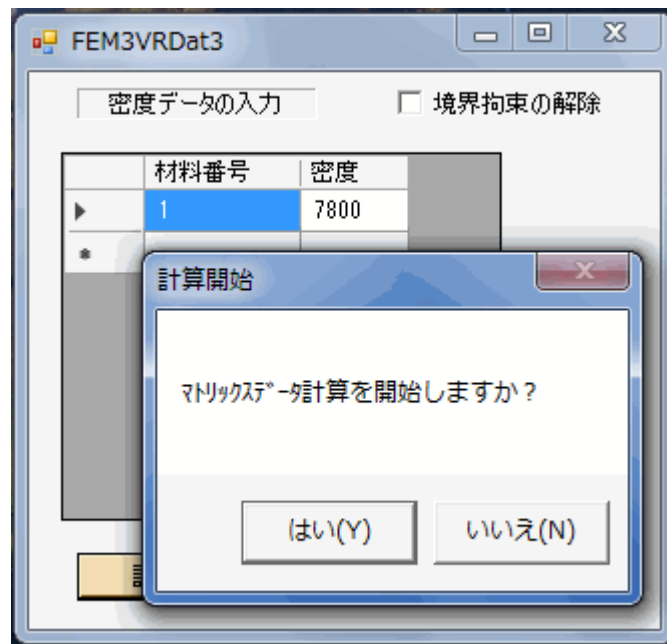 FEM3VRDat3
密度データの入力
境界拘束の解除
材料番号 密度
1 7800
計算開始
ﾏﾄﾘｯｸｽﾃﾞｰﾀ計算を開始しますか？
はい(Y) いいえ(N)